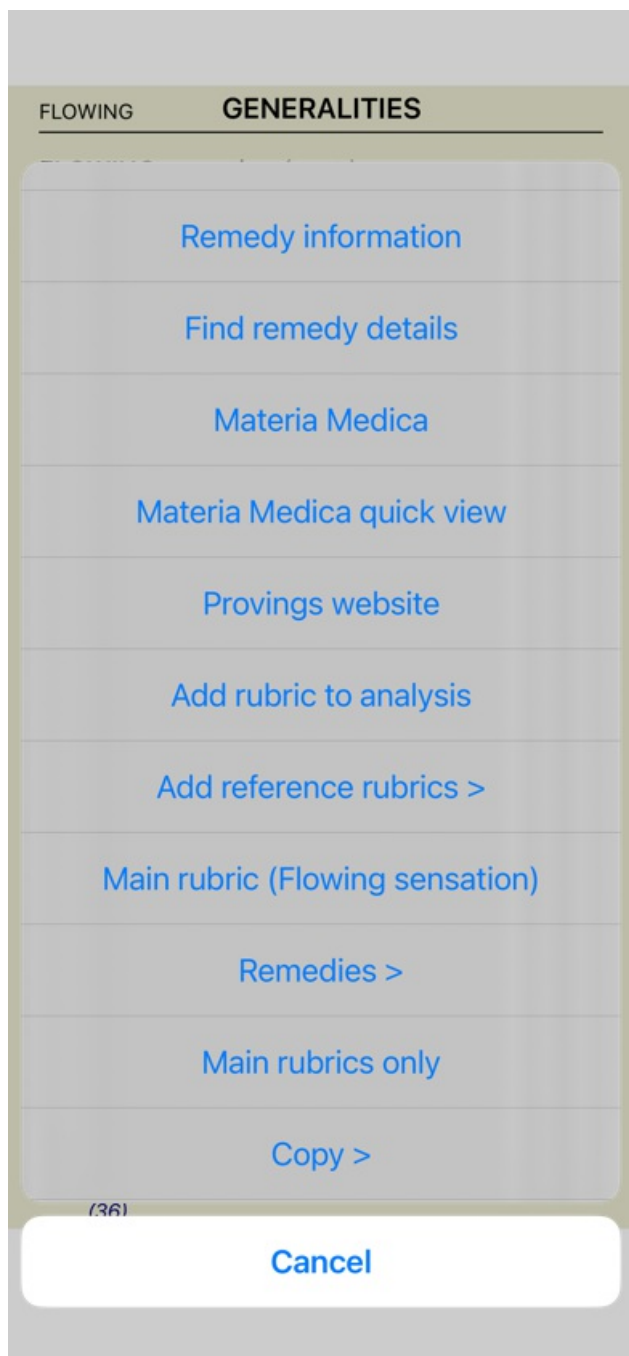 FLOWING GENERALITIES
Remedy information
Find remedy details
Materia Medica
Materia Medica quick view
Provings website
Add rubric to analysis
Add reference rubrics >
Main rubric (Flowing sensation)
Remedies >
Main rubrics only
Copy >
(36)
Cancel